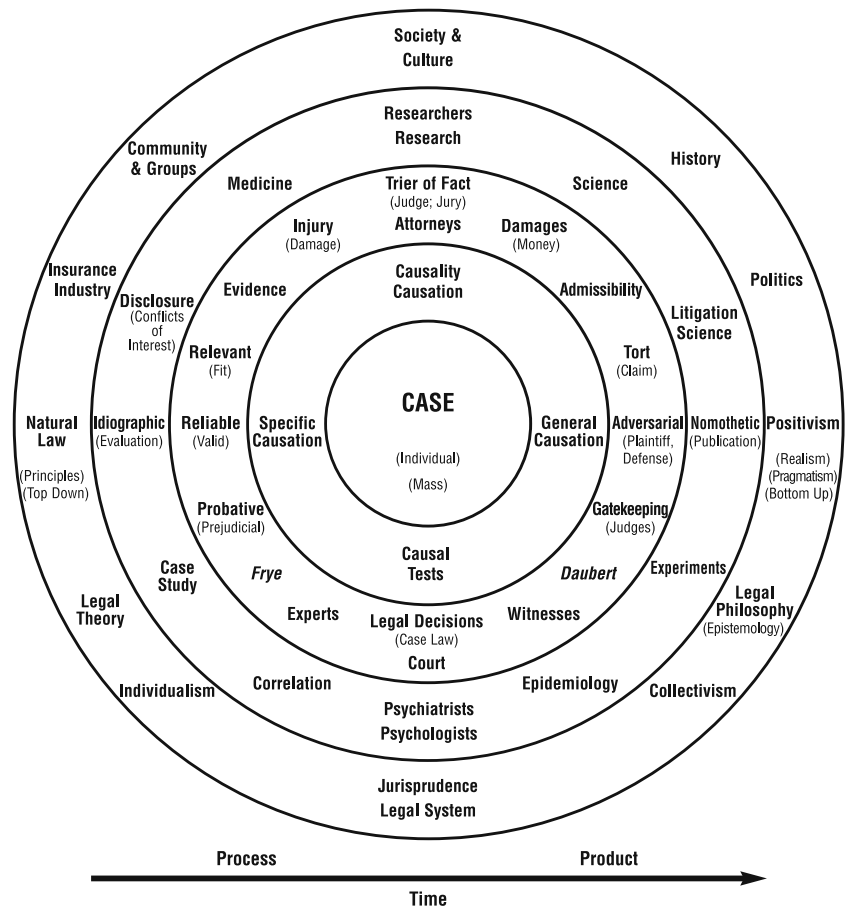 Society &
Culture
Researchers
Research
Community
& Groups
History
Medicine
Science
Trier of Fact
(Judge; Jury)
Attorneys
Injury
(Damage)
Damages
(Money)
Insurance
Industry
Politics
Causality
Causation
Evidence
Admissibility
Disclosure
(Conflicts
of
Interest)
Litigation
Science
Relevant
(Fit)
Tort
(Claim)
CASE
(Individual)
(Mass)
Natural
Law
(Principles)
(Top Down)
Idiographic
(Evaluation)
Reliable
(Valid)
Specific
Causation
General
Causation
Adversarial
(Plaintiff,
Defense)
Nomothetic
(Publication)
Positivism
(Realism)
(Pragmatism)
(Bottom Up)
Probative
(Prejudicial)
Gatekeeping
(Judges)
Causal
Tests
Case
Study
Frye
Daubert
Experiments
Legal
Theory
Legal
Philosophy
(Epistemology)
Experts
Legal Decisions
(Case Law)
Court
Witnesses
Individualism
Correlation
Epidemiology
Collectivism
Psychiatrists
Psychologists
Jurisprudence
Legal System
Process
Product
Time